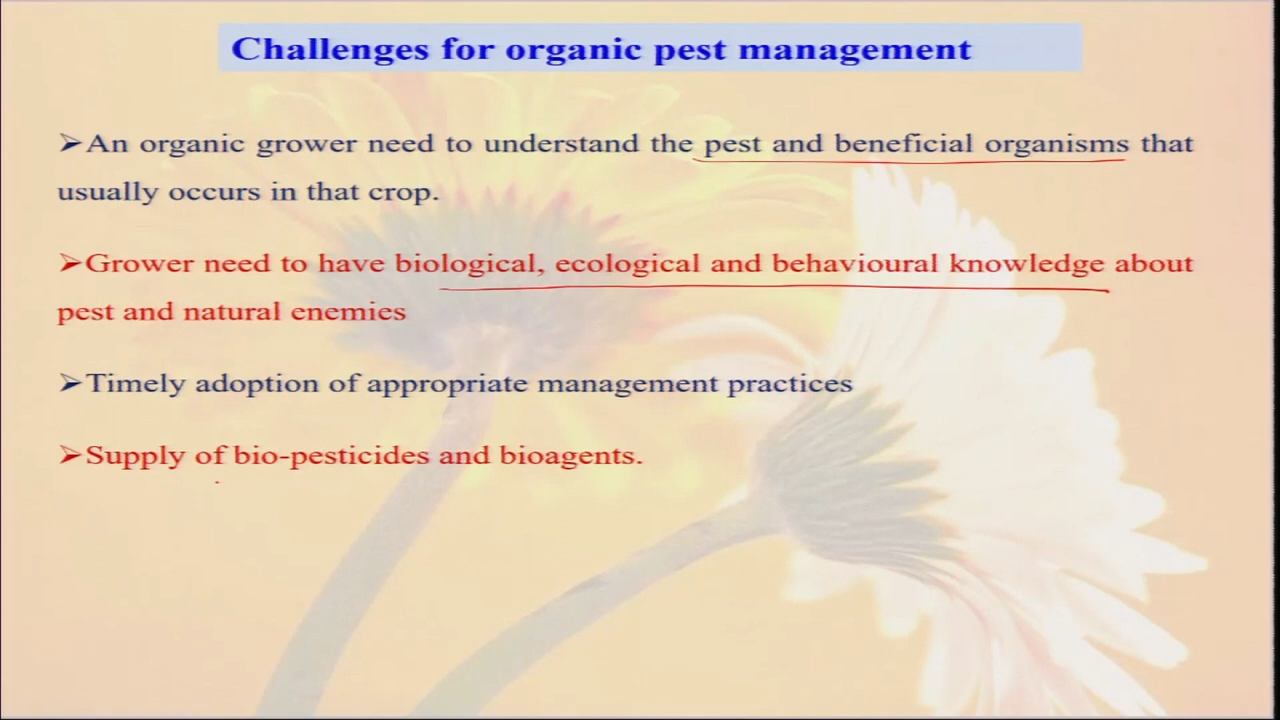 Challenges for organic pest management
➢An organic grower need to understand the pest and beneficial organisms that
usually occurs in that crop.
➢Grower need to have biological, ecological and behavioural knowledge about
pest and natural enemies
➢Timely adoption of appropriate management practices
➢Supply of bio-pesticides and bioagents.